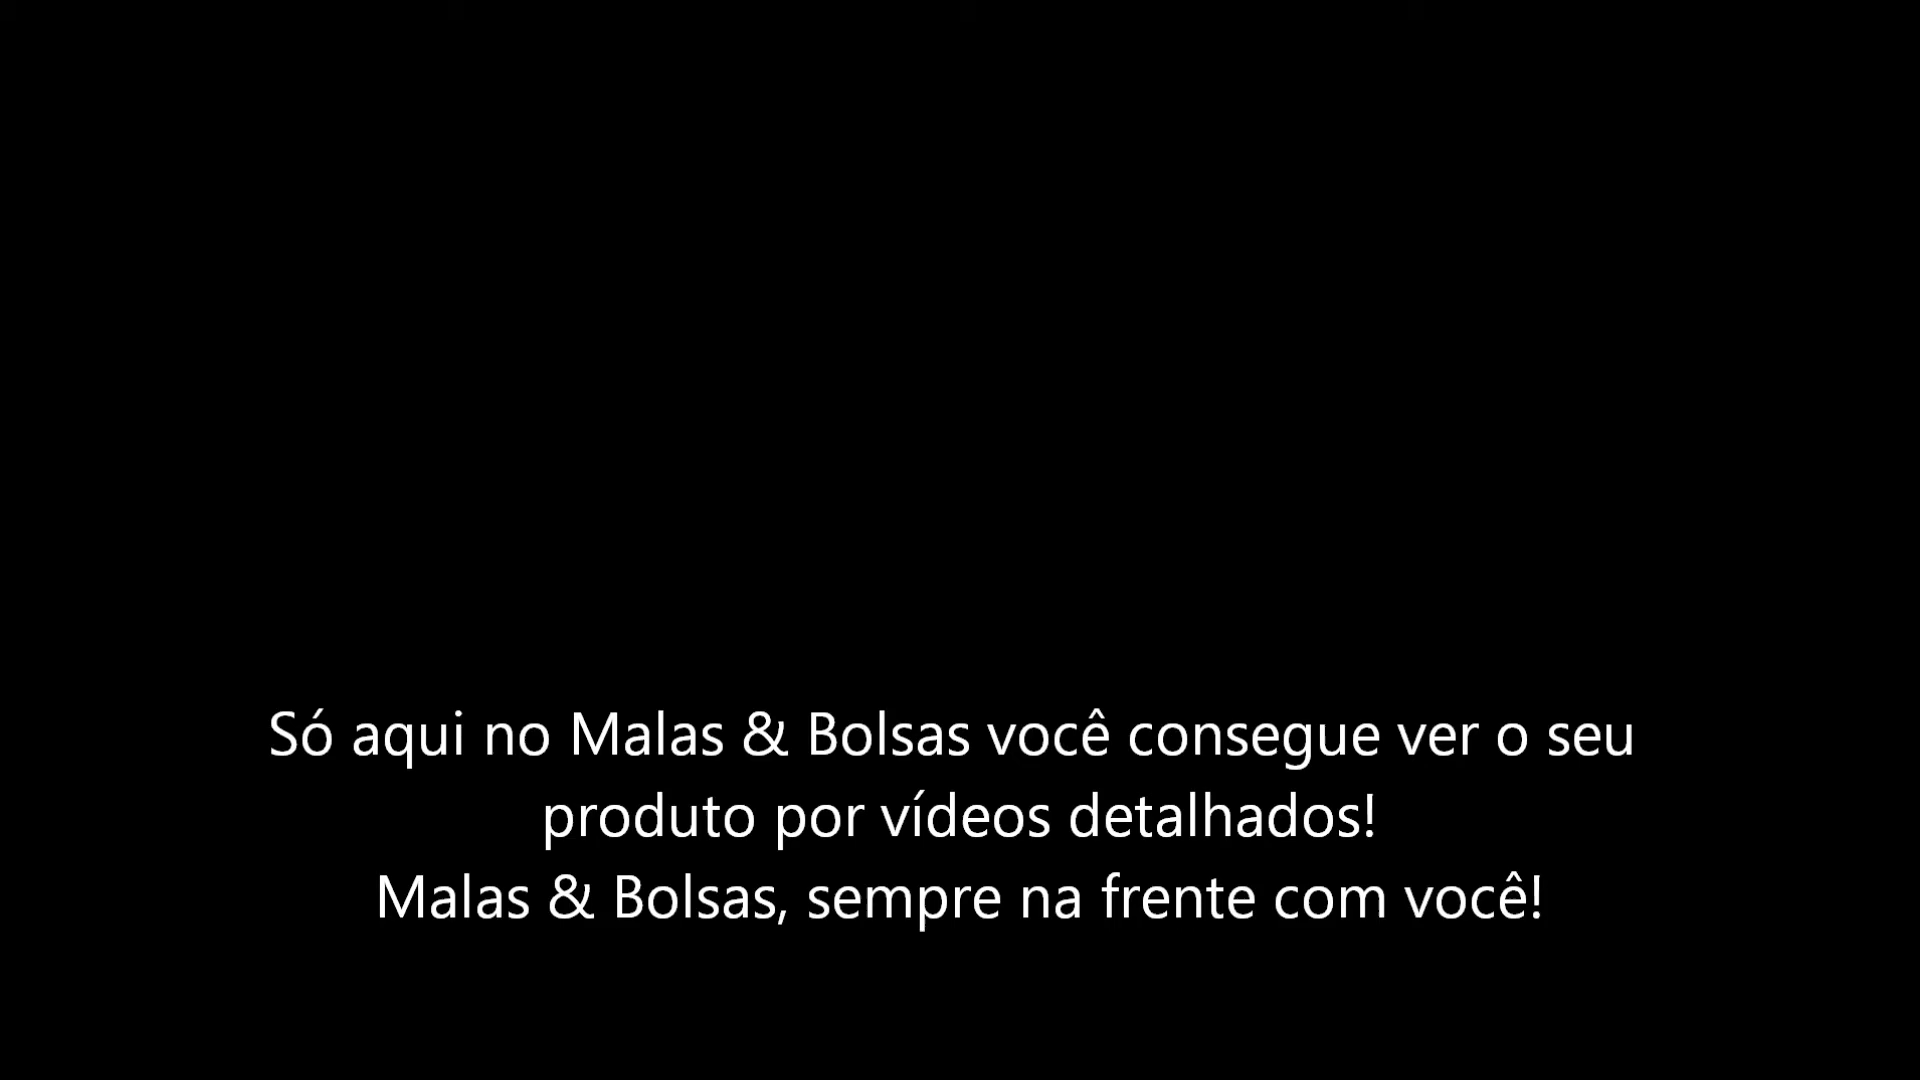 Só aqui no Malas & Bolsas você consegue ver o seu
produto por vídeos detalhados!
Malas & Bolsas, sempre na frente com você!